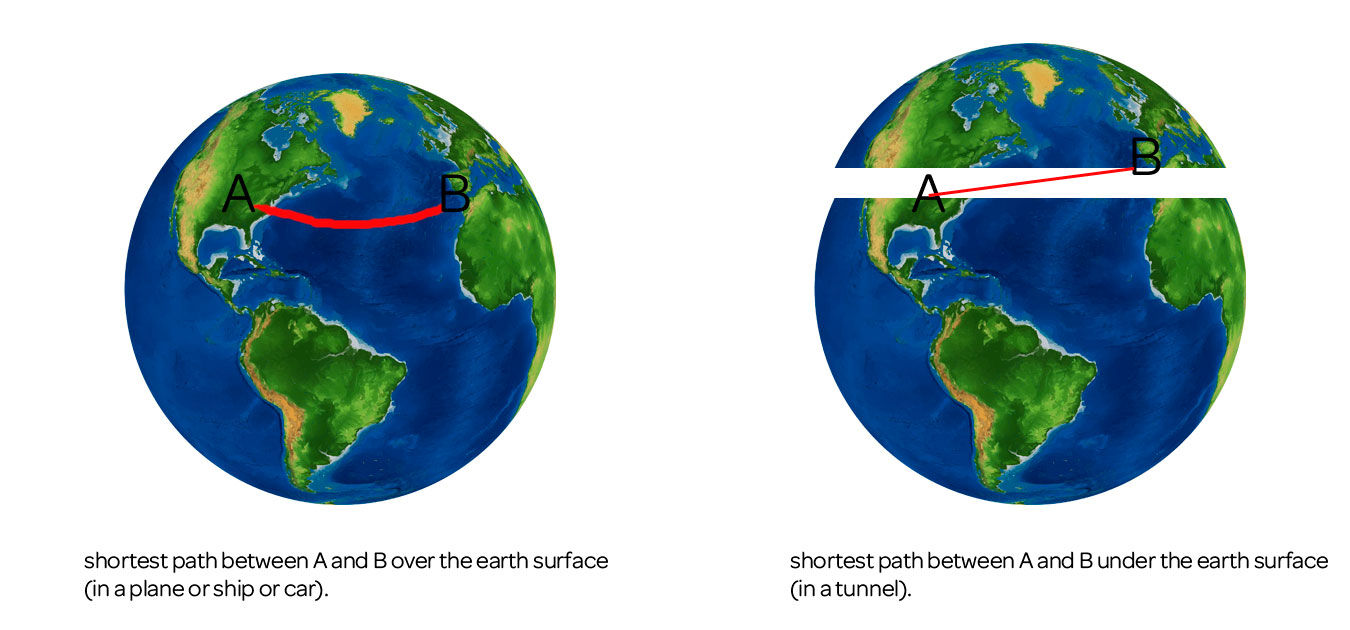 A B
A B
shortest path between A and B over the earth surface
(in a plane or ship or car).
shortest path between A and B under the earth surface
(in a tunnel).